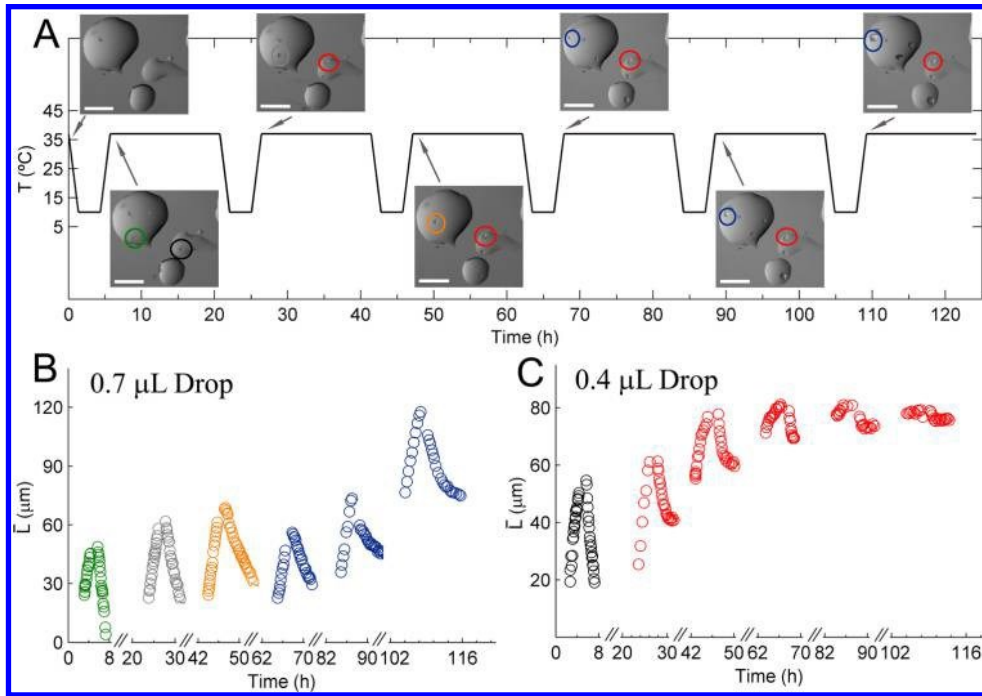 A
T (ºC)
45
35
25
15
5
0 10 20 30 40 50 60 70 80 90 100 110 120
Time (h)
B
0.7 μL Drop
L̄ (μm)
120
90
60
30
0
0 8 20 30 42 50 62 70 82 90 102 116
Time (h)
C
0.4 μL Drop
L̄ (μm)
80
60
40
20
0 8 20 30 42 50 62 70 82 90 102 116
Time (h)